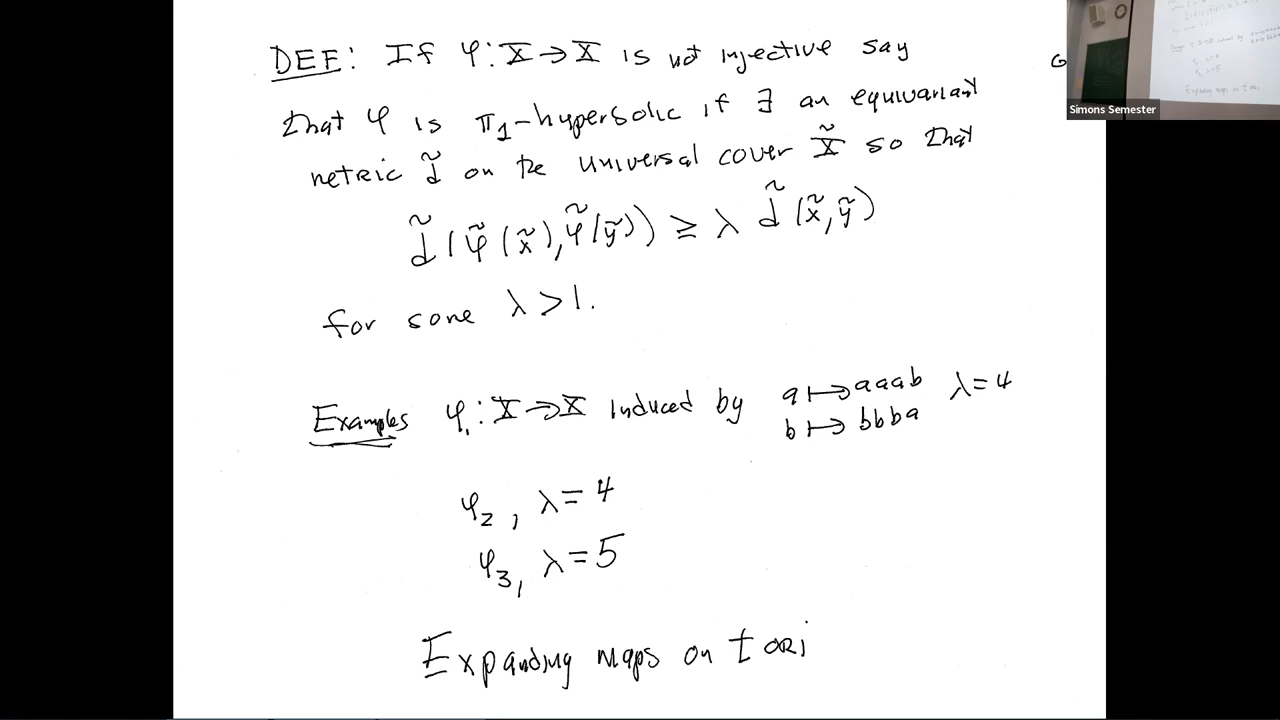 DEF: If φ: X → X is not injective say
that φ is π₁-hyperbolic if ∃ an equivariant
metric d̃ on the universal cover X̃ so that
d̃(φ̃(x̃), φ̃(ỹ)) ≥ λ d̃(x̃,ỹ)
for some λ > 1.
Examples φ₁: X → X induced by a ↦ aaab λ = 4
b ↦ bbba
φ₂, λ = 4
φ₃, λ = 5
Expanding maps on tori
G
Simons Semester